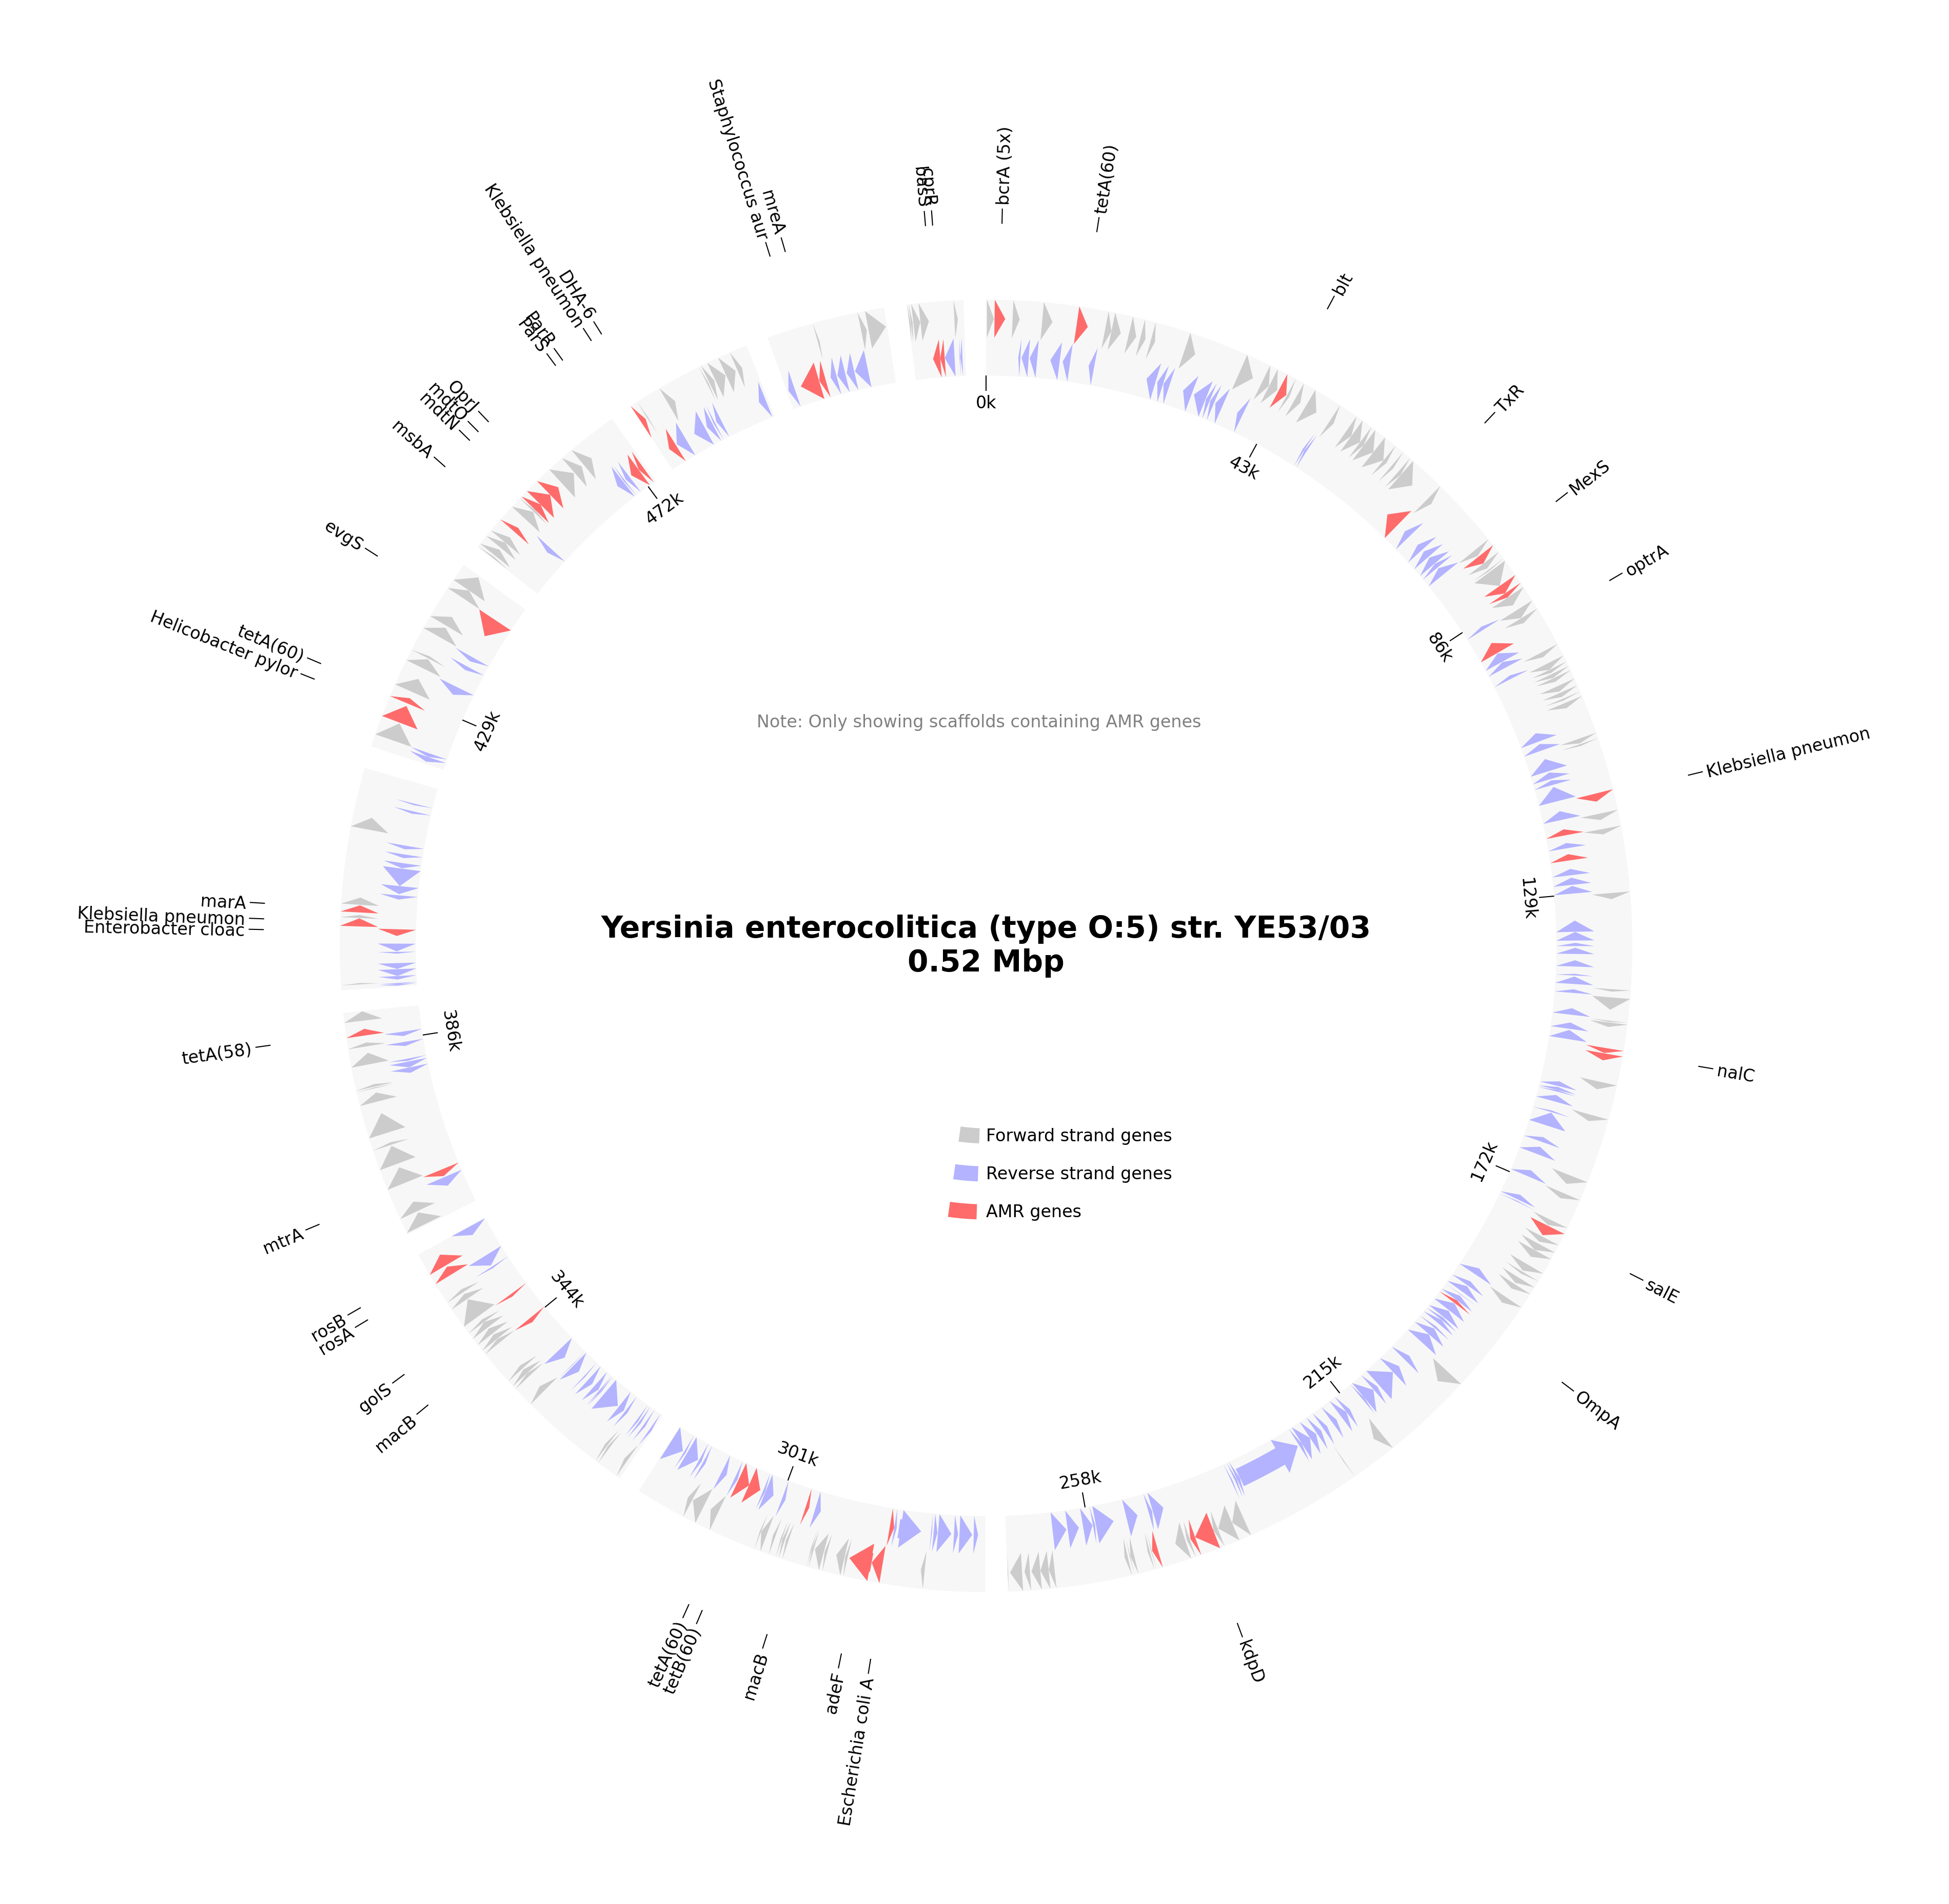 Staphylococcus aur
mreA
basS
cprR
bcrA (5x)
tetA(60)
blt
TxR
MexS
optrA
Klebsiella pneumon
nalC
salE
OmpA
kdpD
Escherichia coli A
adeF
macB
tetB(60)
tetA(60)
macB
golS
rosA
rosB
mtrA
tetA(58)
Enterobacter cloac
Klebsiella pneumon
marA
Helicobacter pylor
tetA(60)
evgS
msbA
mdtN
mdtO
OprJ
ParS
ParR
Klebsiella pneumon
DHA-6
0k
43k
86k
129k
172k
215k
258k
301k
344k
386k
429k
472k
Note: Only showing scaffolds containing AMR genes
Yersinia enterocolitica (type O:5) str. YE53/03
0.52 Mbp
Forward strand genes
Reverse strand genes
AMR genes